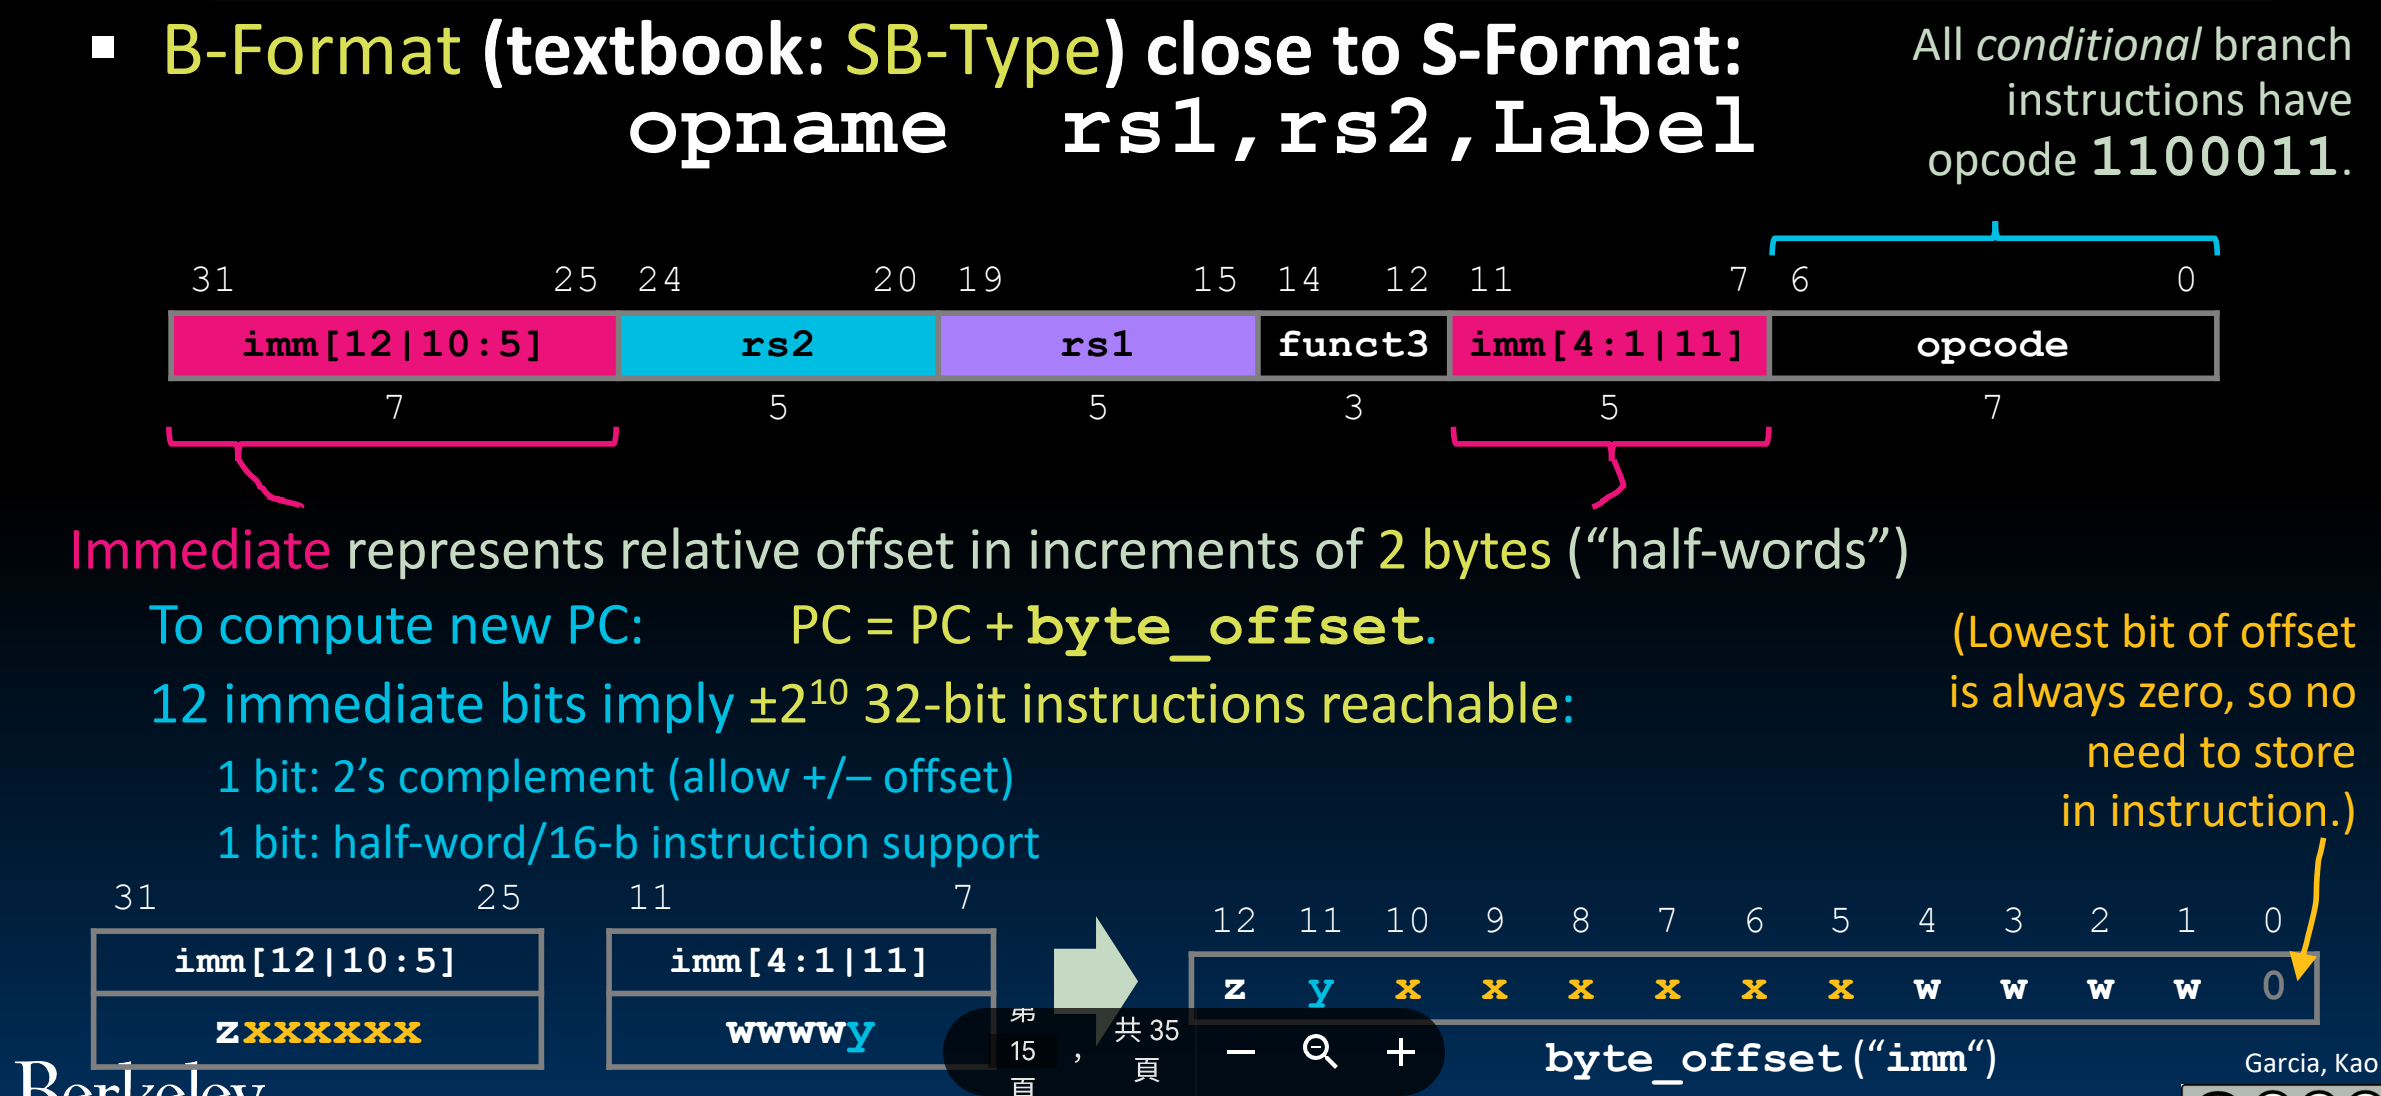 ▪ B-Format (textbook: SB-Type) close to S-Format:
opname rs1,rs2,Label
All conditional branch
instructions have
opcode 1100011.
31 25 24 20 19 15 14 12 11 7 6 0
imm[12|10:5] rs2 rs1 funct3 imm[4:1|11] opcode
7 5 5 3 5 7
Immediate represents relative offset in increments of 2 bytes (“half-words”)
To compute new PC: PC = PC + byte_offset.
12 immediate bits imply ±2¹⁰ 32-bit instructions reachable:
1 bit: 2’s complement (allow +/– offset)
1 bit: half-word/16-b instruction support
(Lowest bit of offset
is always zero, so no
need to store
in instruction.)
31 25 11 7
imm[12|10:5] imm[4:1|11]
zxxxxxx wwwwy
12 11 10 9 8 7 6 5 4 3 2 1 0
z y x x x x x x w w w w 0
byte_offset(“imm“)
第
15
頁
,
共 35
頁
Berkeley
Garcia, Kao